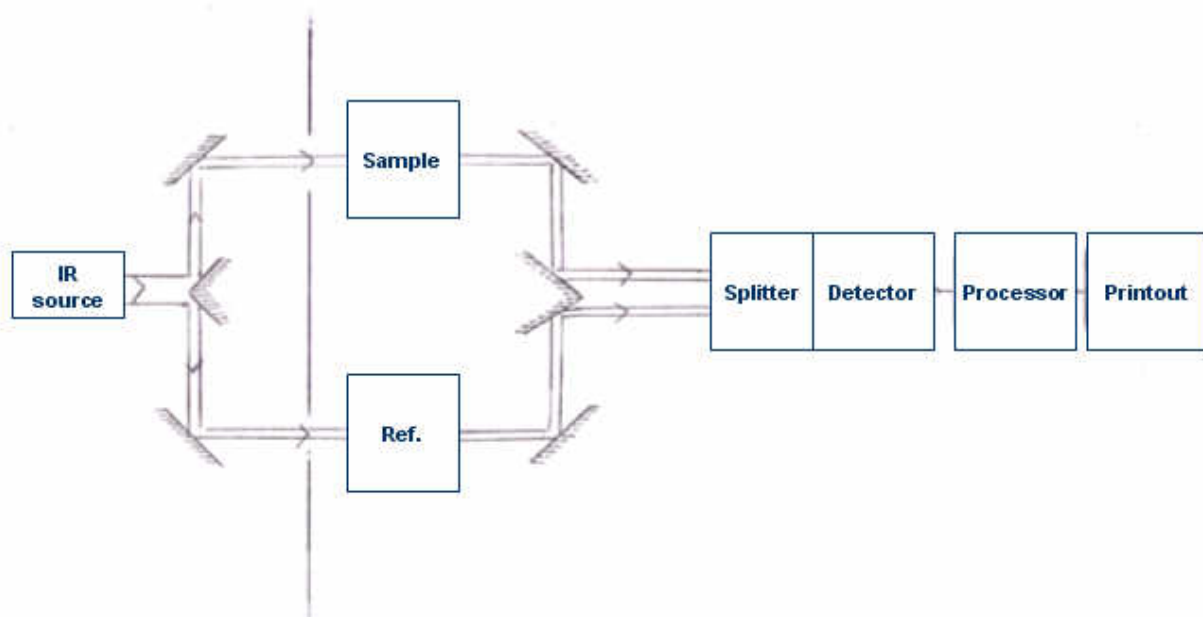 Sample
IR
source
Splitter
Detector
Processor
Printout
Ref.